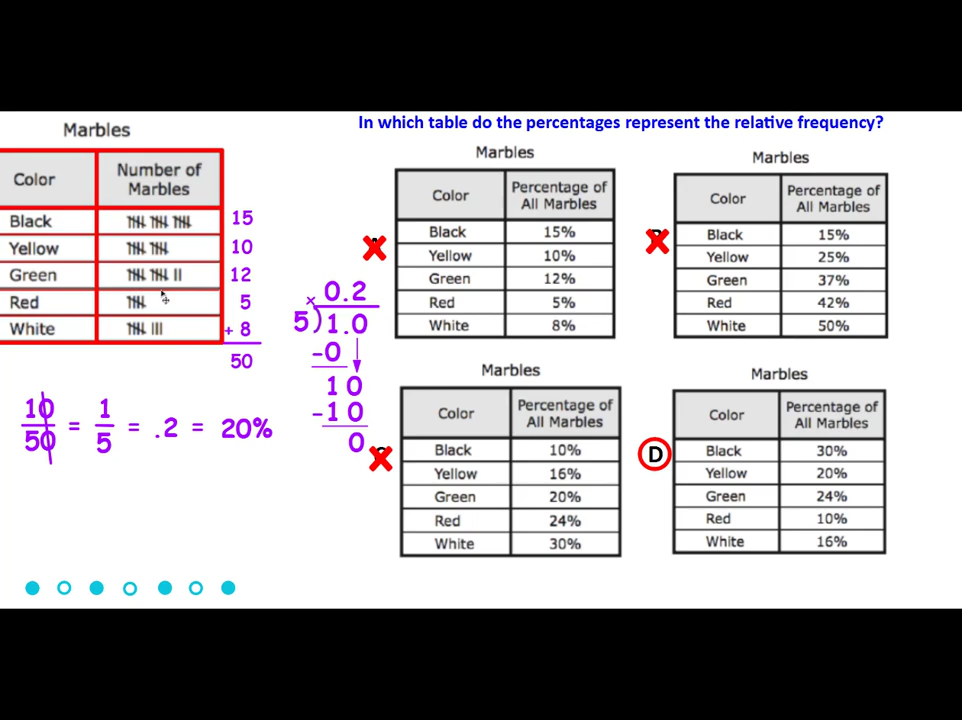 In which table do the percentages represent the relative frequency?
Marbles
Color Number of Marbles
Black 15
Yellow 10
Green 12
Red 5
White + 8
50
10/50 = 1/5 = .2 = 20%
× 0.2
5)1.0
-0
10
-10
0
Marbles
Color Percentage of All Marbles
Black 15%
Yellow 10%
Green 12%
Red 5%
White 8%
Marbles
Color Percentage of All Marbles
Black 15%
Yellow 25%
Green 37%
Red 42%
White 50%
Marbles
Color Percentage of All Marbles
Black 10%
Yellow 16%
Green 20%
Red 24%
White 30%
D
Marbles
Color Percentage of All Marbles
Black 30%
Yellow 20%
Green 24%
Red 10%
White 16%